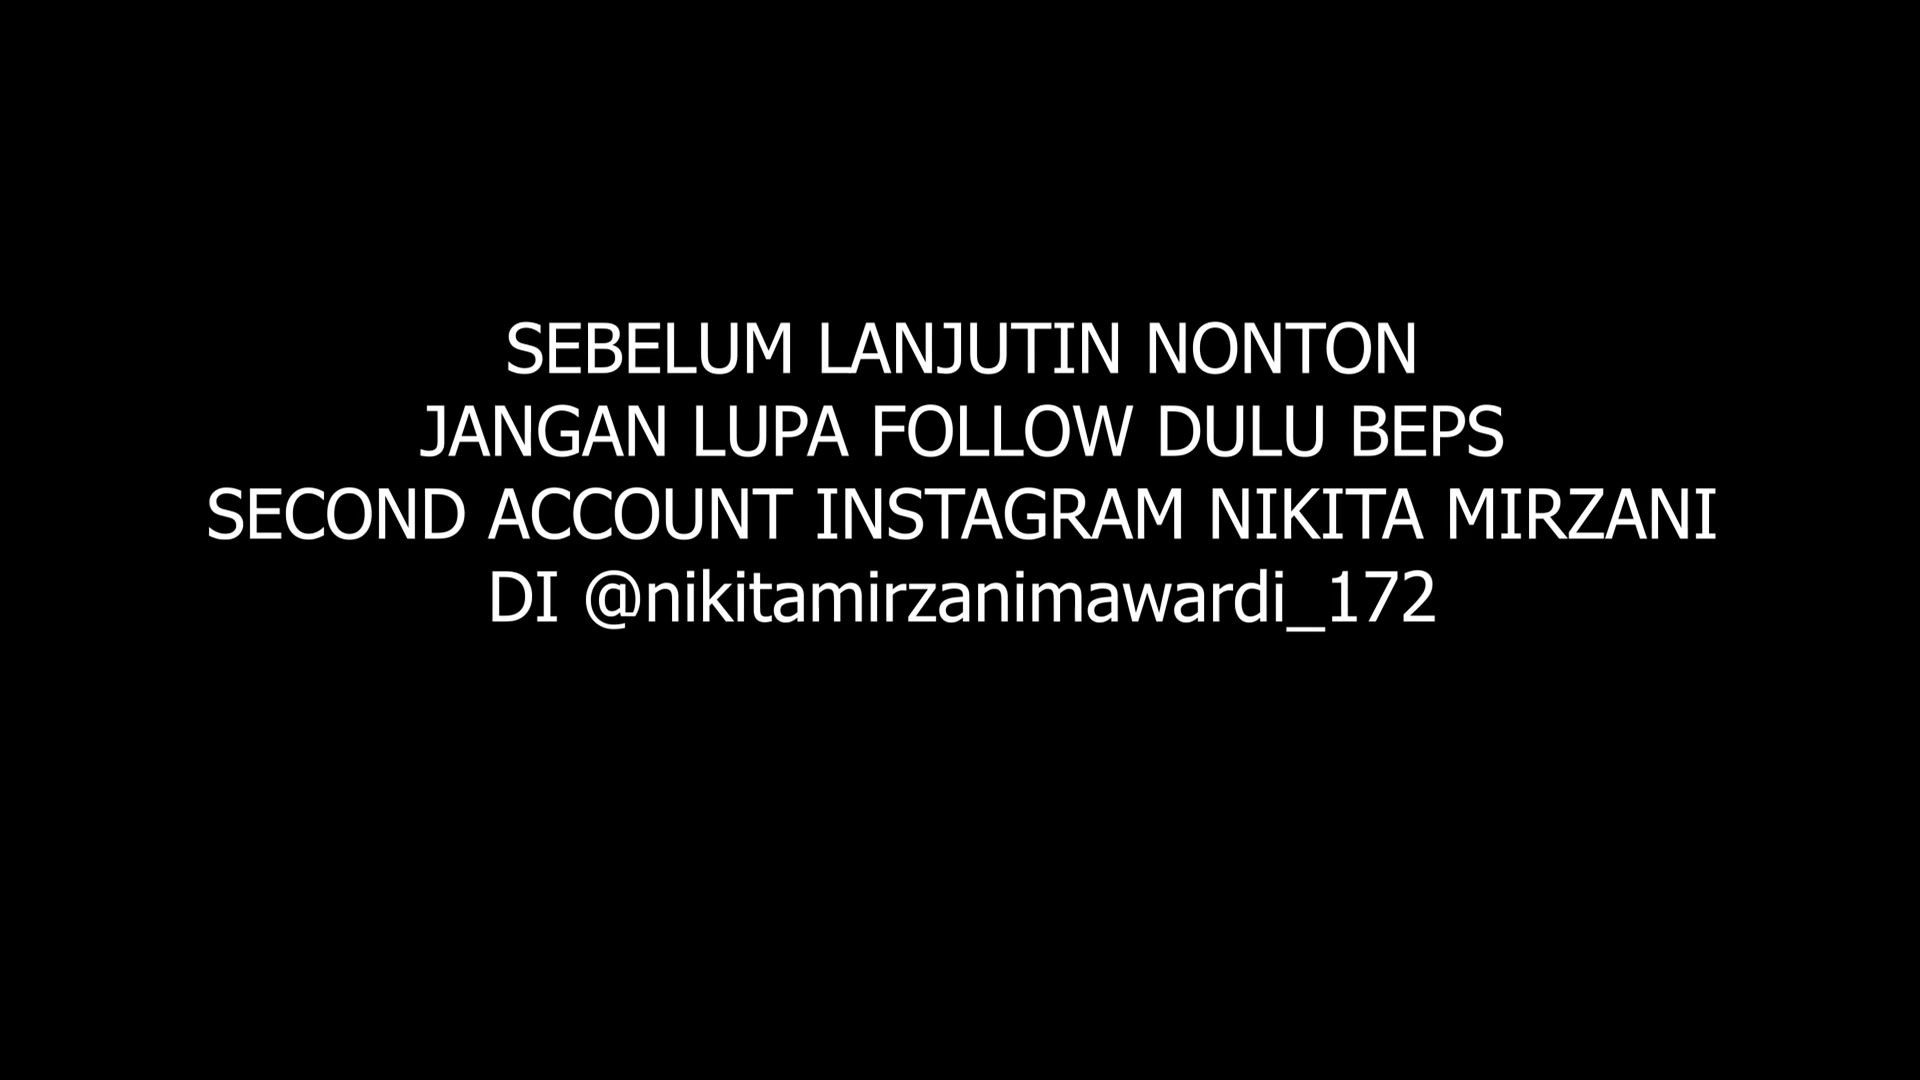 SEBELUM LANJUTIN NONTON
JANGAN LUPA FOLLOW DULU BEPS
SECOND ACCOUNT INSTAGRAM NIKITA MIRZANI
DI @nikitamirzanimawardi_172